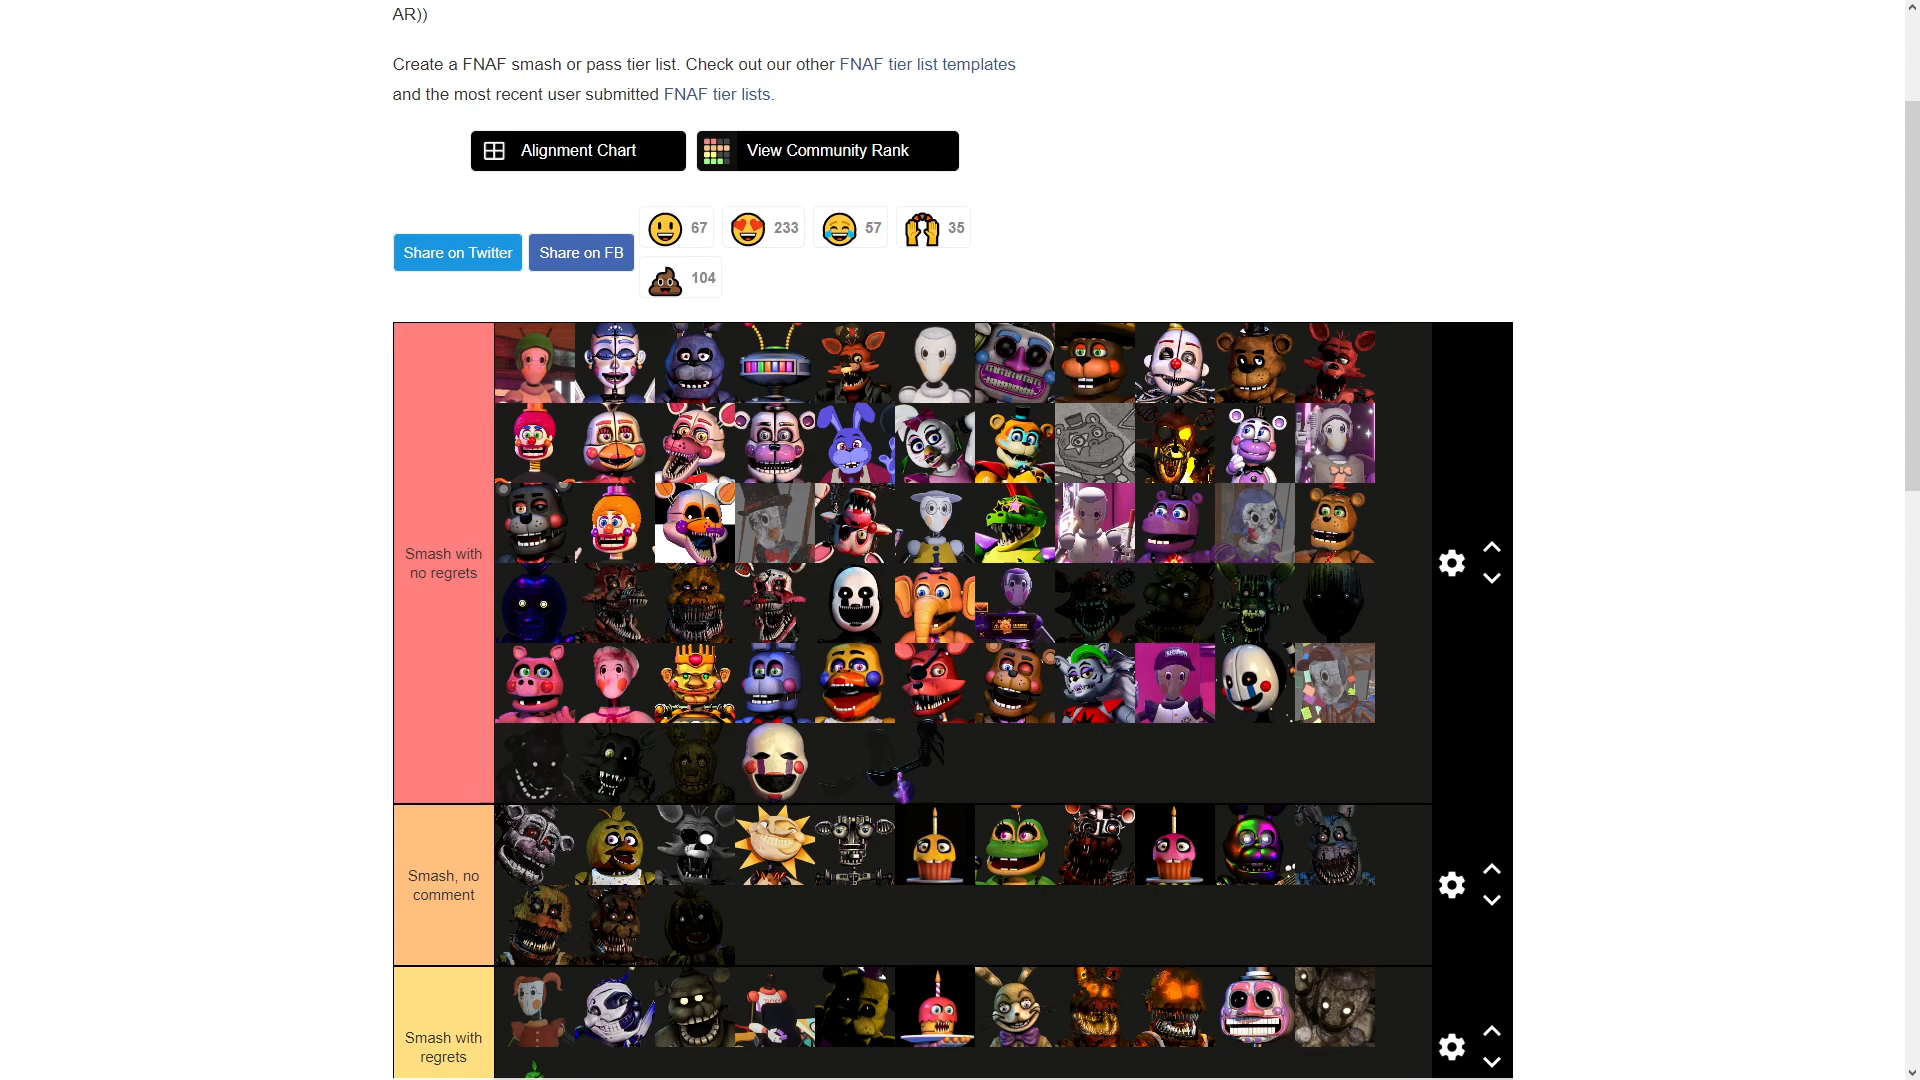 AR))
Create a FNAF smash or pass tier list. Check out our other FNAF tier list templates
and the most recent user submitted FNAF tier lists.
Alignment Chart
View Community Rank
67
233
57
35
Share on Twitter
Share on FB
104
Smash with
no regrets
Smash, no
comment
Smash with
regrets